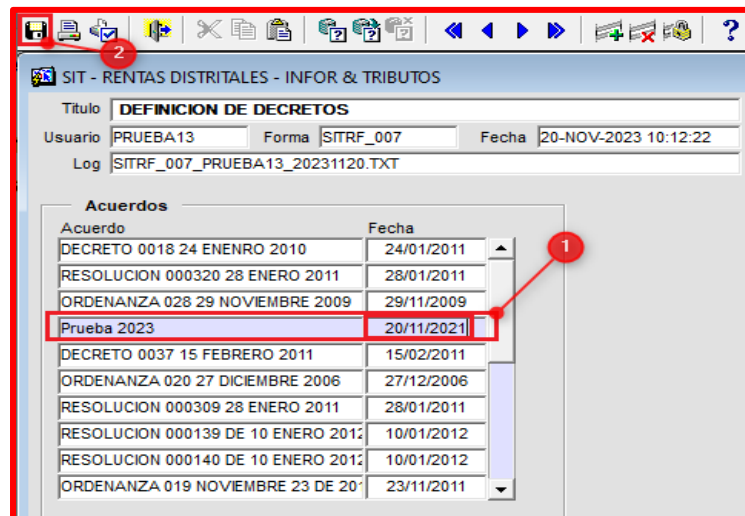 ?
2
SIT - RENTAS DISTRITALES - INFOR & TRIBUTOS
Titulo DEFINICION DE DECRETOS
Usuario PRUEBA13 Forma SITRF_007 Fecha 20-NOV-2023 10:12:22
Log SITRF_007_PRUEBA13_20231120.TXT
Acuerdos
Acuerdo Fecha
1
DECRETO 0018 24 ENENRO 2010 24/01/2011
RESOLUCION 000320 28 ENERO 2011 28/01/2011
ORDENANZA 028 29 NOVIEMBRE 2009 29/11/2009
Prueba 2023 20/11/2021
DECRETO 0037 15 FEBRERO 2011 15/02/2011
ORDENANZA 020 27 DICIEMBRE 2006 27/12/2006
RESOLUCION 000309 28 ENERO 2011 28/01/2011
RESOLUCION 000139 DE 10 ENERO 2012 10/01/2012
RESOLUCION 000140 DE 10 ENERO 2012 10/01/2012
ORDENANZA 019 NOVIEMBRE 23 DE 201 23/11/2011